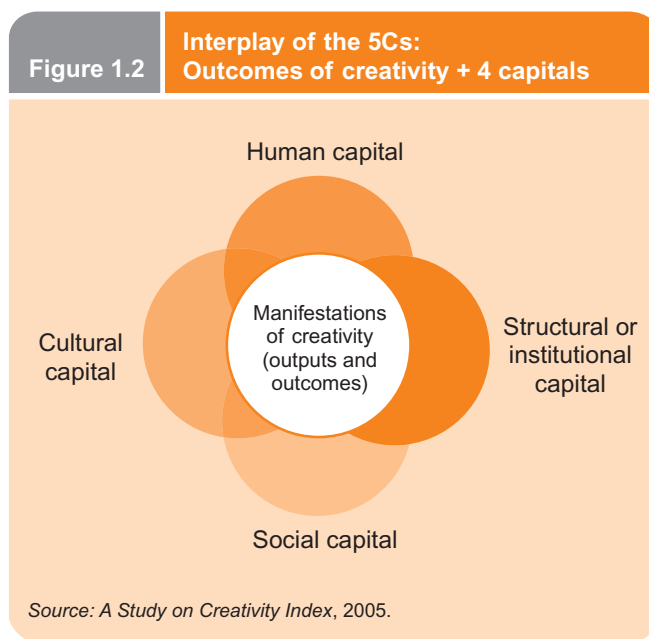 Figure 1.2
Interplay of the 5Cs:
Outcomes of creativity + 4 capitals
Human capital
Cultural
capital
Manifestations
of creativity
(outputs and
outcomes)
Structural or
institutional
capital
Social capital
Source: A Study on Creativity Index, 2005.